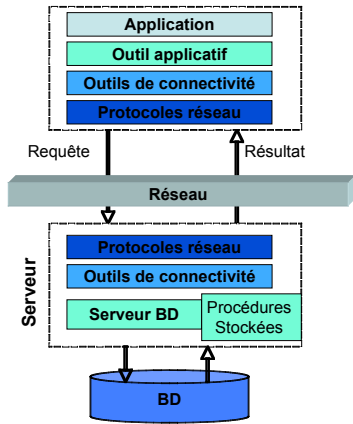 Application
Outil applicatif
Outils de connectivité
Protocoles réseau
Requête
Résultat
Réseau
Serveur
Protocoles réseau
Outils de connectivité
Serveur BD
Procédures
Stockées
BD